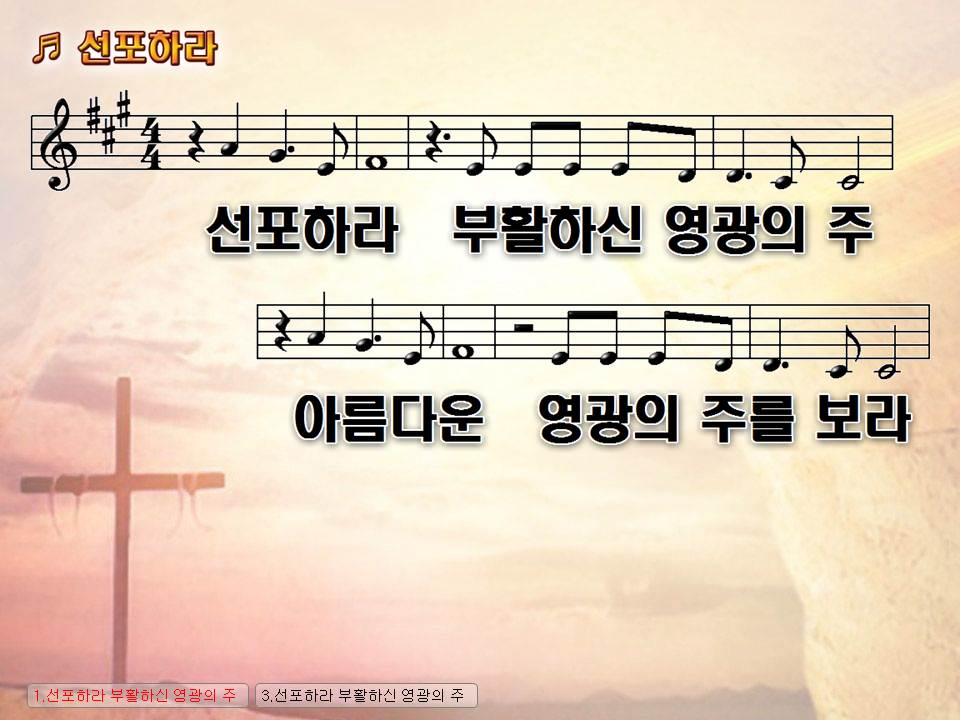 ♬ 선포하라
선포하라 부활하신 영광의 주
아름다운 영광의 주를 보라
1.선포하라 부활하신 영광의 주 3.선포하라 부활하신 영광의 주